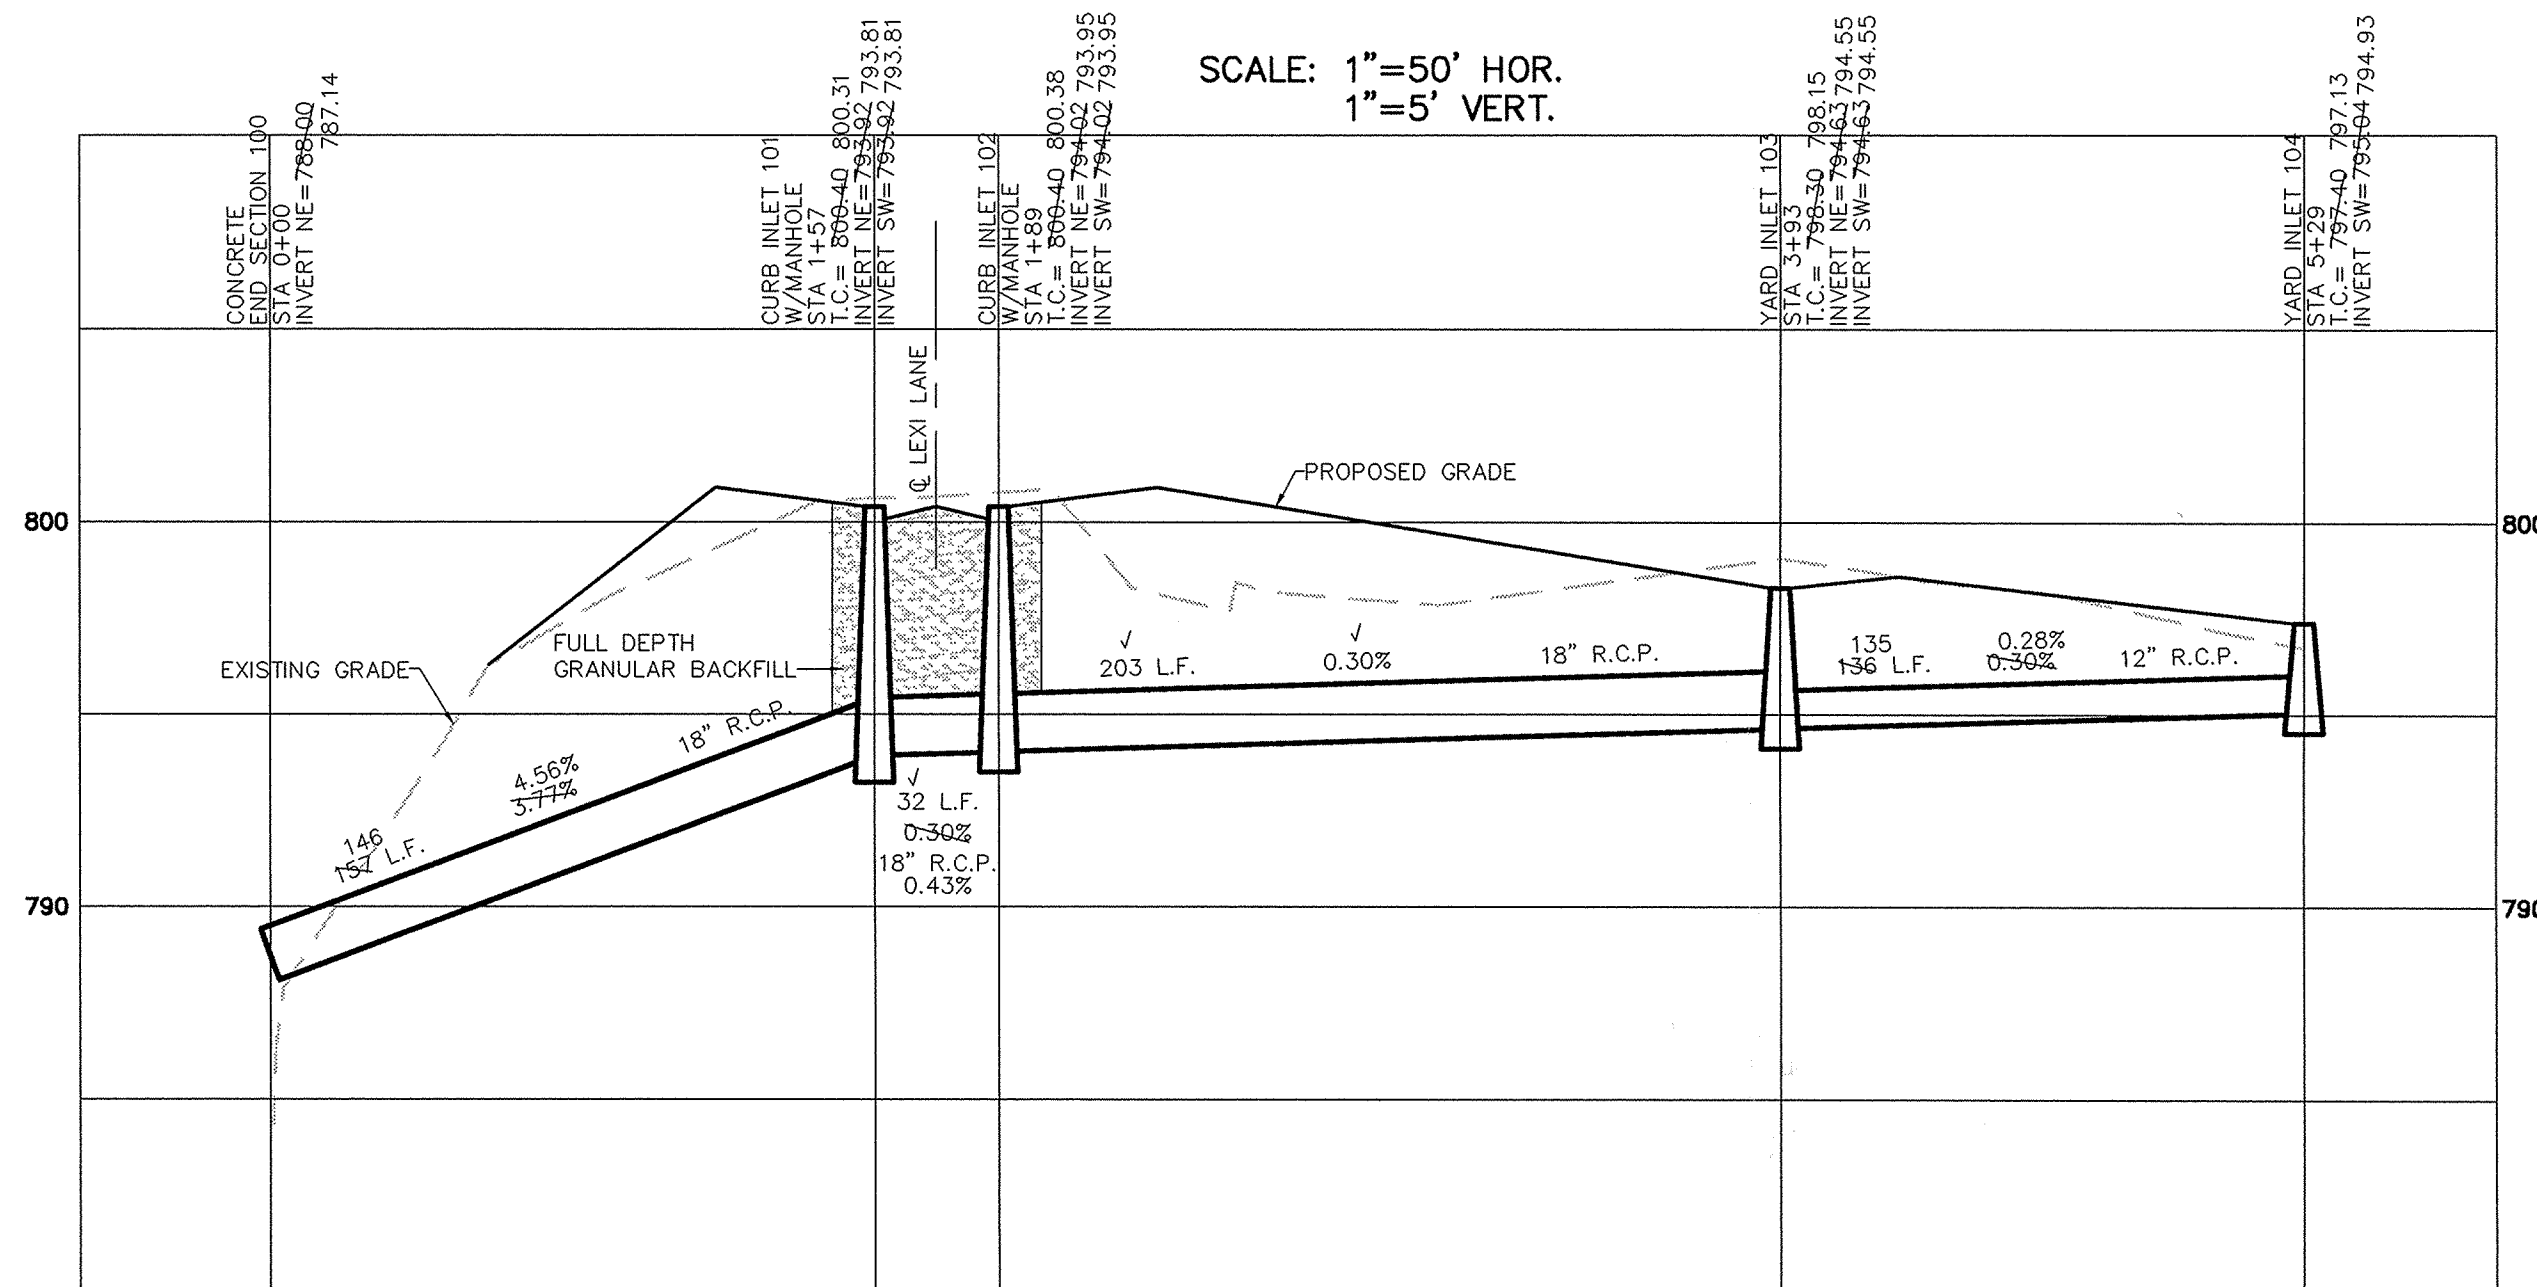 SCALE: 1"=50' HOR.
1"=5' VERT.
CONCRETE
END SECTION 100
STA 0+00
INVERT NE=788.00
787.14
CURB INLET 101
W/MANHOLE
STA 1+57
T.C.= 800.40 800.31
INVERT NE=793.92 793.81
INVERT SW=793.92 793.81
CURB INLET 102
W/MANHOLE
STA 1+89
T.C.= 800.40 800.38
INVERT NE=794.02 793.95
INVERT SW=794.02 793.95
YARD INLET 103
STA 3+93
T.C.= 798.30 798.15
INVERT NE=794.63 794.55
INVERT SW=794.63 794.55
YARD INLET 104
STA 5+29
T.C.= 797.40 797.13
INVERT SW=795.04 794.93
℄ LEXI LANE
PROPOSED GRADE
800
800
FULL DEPTH
GRANULAR BACKFILL
EXISTING GRADE
√
203 L.F.
√
0.30%
18" R.C.P.
135
136 L.F.
0.28%
0.30%
12" R.C.P.
18" R.C.P.
4.56%
3.77%
146
157 L.F.
√
32 L.F.
0.30%
18" R.C.P.
0.43%
790
790